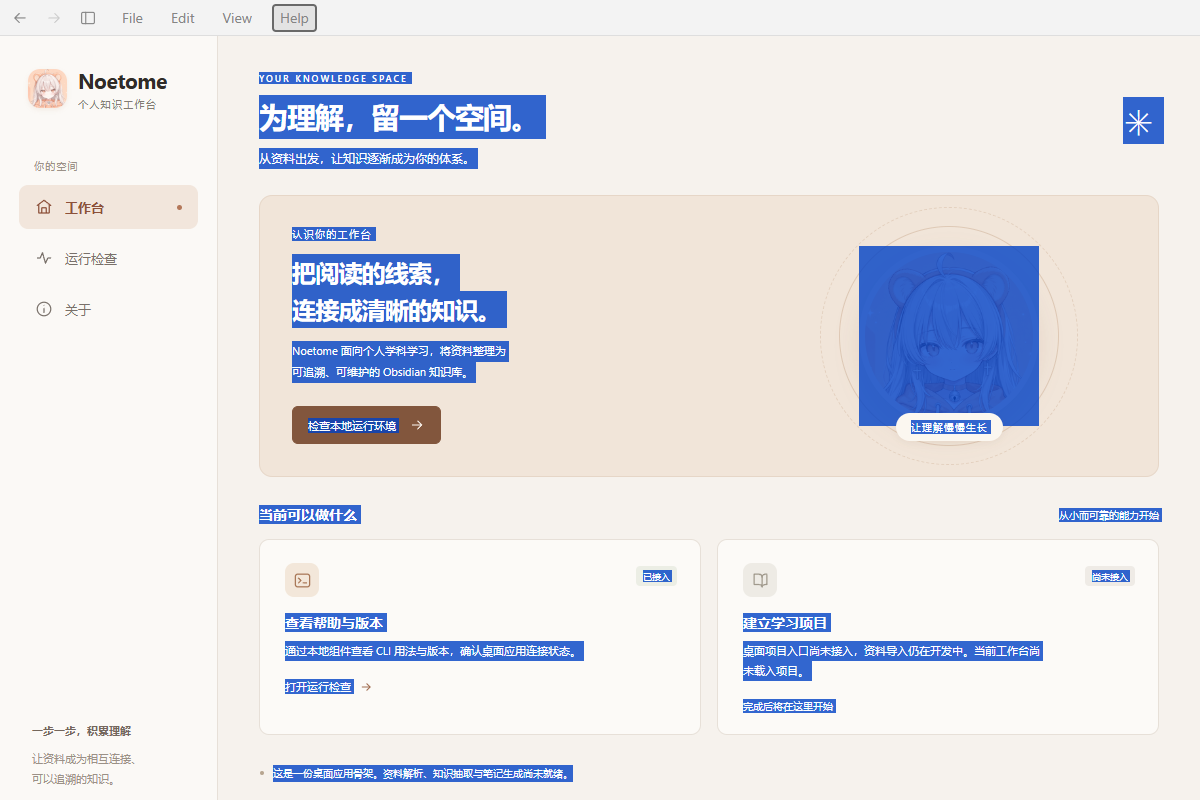 File Edit View Help
Noetome
个人知识工作台
你的空间
工作台
运行检查
关于
一步一步，积累理解
让资料成为相互连接、
可以追溯的知识。
YOUR KNOWLEDGE SPACE
为理解，留一个空间。
从资料出发，让知识逐渐成为你的体系。
认识你的工作台
把阅读的线索，
连接成清晰的知识。
Noetome 面向个人学科学习，将资料整理为
可追溯、可维护的 Obsidian 知识库。
检查本地运行环境
让理解慢慢生长
当前可以做什么
从小而可靠的能力开始
已接入
查看帮助与版本
通过本地组件查看 CLI 用法与版本，确认桌面应用连接状态。
打开运行检查
尚未接入
建立学习项目
桌面项目入口尚未接入，资料导入仍在开发中。当前工作台尚
未载入项目。
完成后将在这里开始
这是一份桌面应用骨架。资料解析、知识抽取与笔记生成尚未就绪。